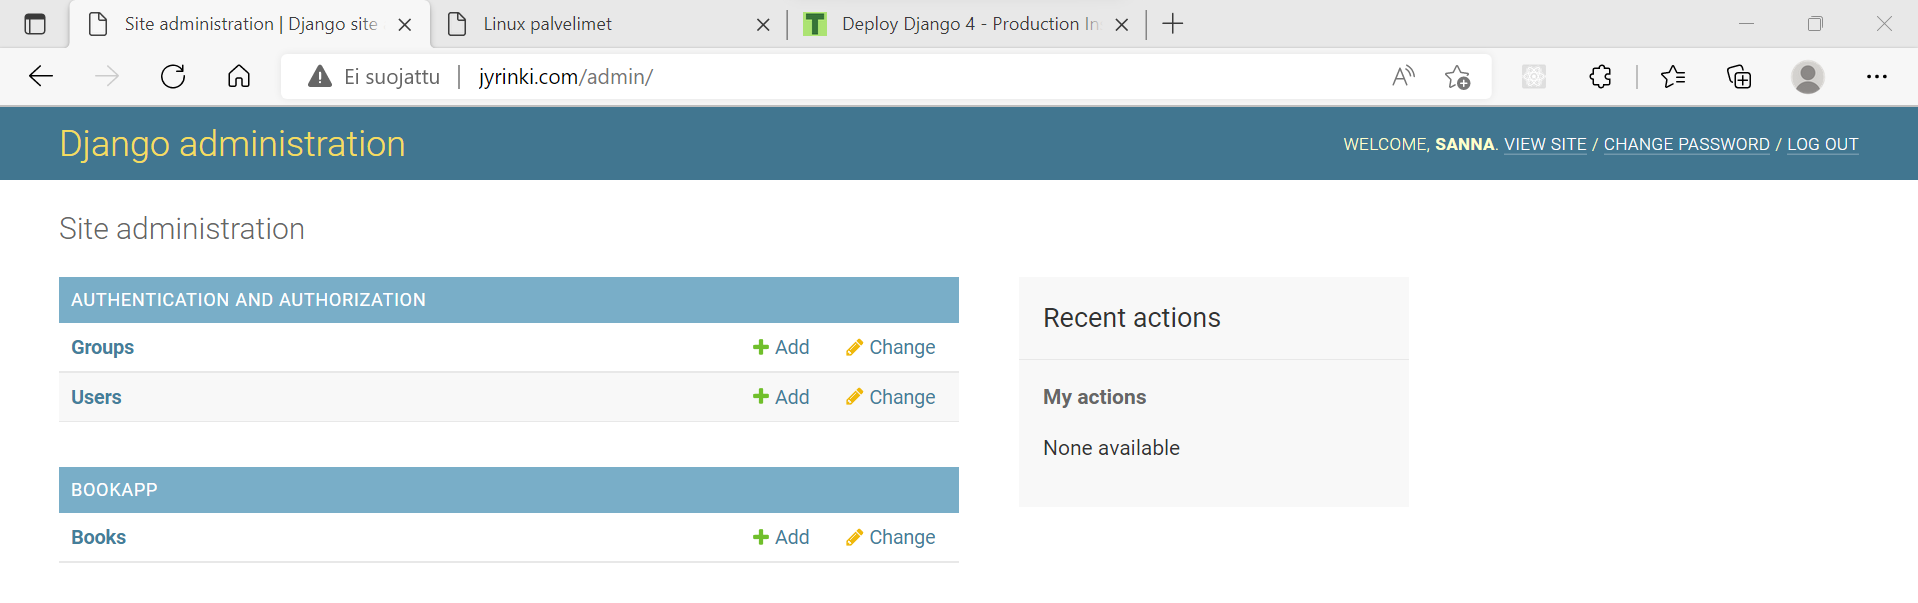 Site administration | Django site
Linux palvelimet
Deploy Django 4 - Production In
Ei suojattu
jyrinki.com/admin/
Django administration
WELCOME, SANNA. VIEW SITE / CHANGE PASSWORD / LOG OUT
Site administration
AUTHENTICATION AND AUTHORIZATION
Groups Add Change
Users Add Change
BOOKAPP
Books Add Change
Recent actions
My actions
None available